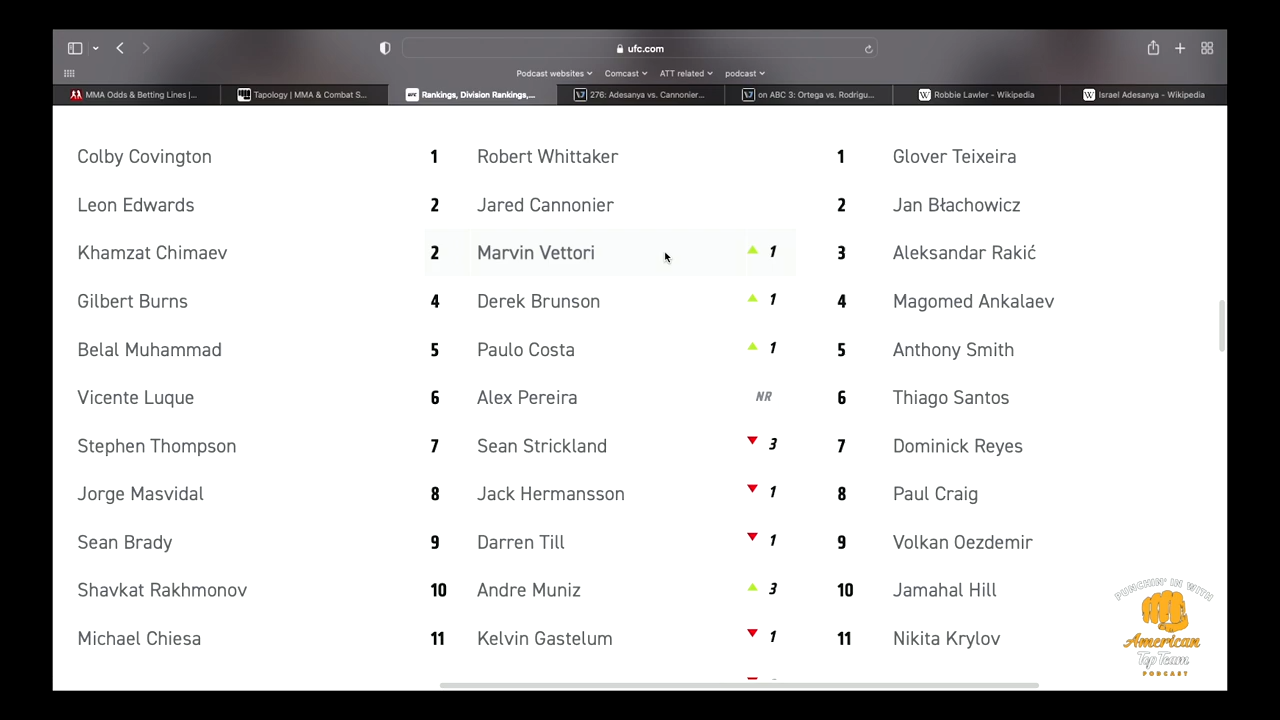 ufc.com
Podcast websites Comcast ATT related podcast
MMA Odds & Betting Lines |... Tapology | MMA & Combat S... Rankings, Division Rankings,... 276: Adesanya vs. Cannonier... on ABC 3: Ortega vs. Rodrigu... Robbie Lawler - Wikipedia Israel Adesanya - Wikipedia
Colby Covington 1 Robert Whittaker 1 Glover Teixeira
Leon Edwards 2 Jared Cannonier 2 Jan Błachowicz
Khamzat Chimaev 2 Marvin Vettori 1 3 Aleksandar Rakić
Gilbert Burns 4 Derek Brunson 1 4 Magomed Ankalaev
Belal Muhammad 5 Paulo Costa 1 5 Anthony Smith
Vicente Luque 6 Alex Pereira NR 6 Thiago Santos
Stephen Thompson 7 Sean Strickland 3 7 Dominick Reyes
Jorge Masvidal 8 Jack Hermansson 1 8 Paul Craig
Sean Brady 9 Darren Till 1 9 Volkan Oezdemir
Shavkat Rakhmonov 10 Andre Muniz 3 10 Jamahal Hill
Michael Chiesa 11 Kelvin Gastelum 1 11 Nikita Krylov
PUNCHIN' IN WITH
American
Top Team
PODCAST